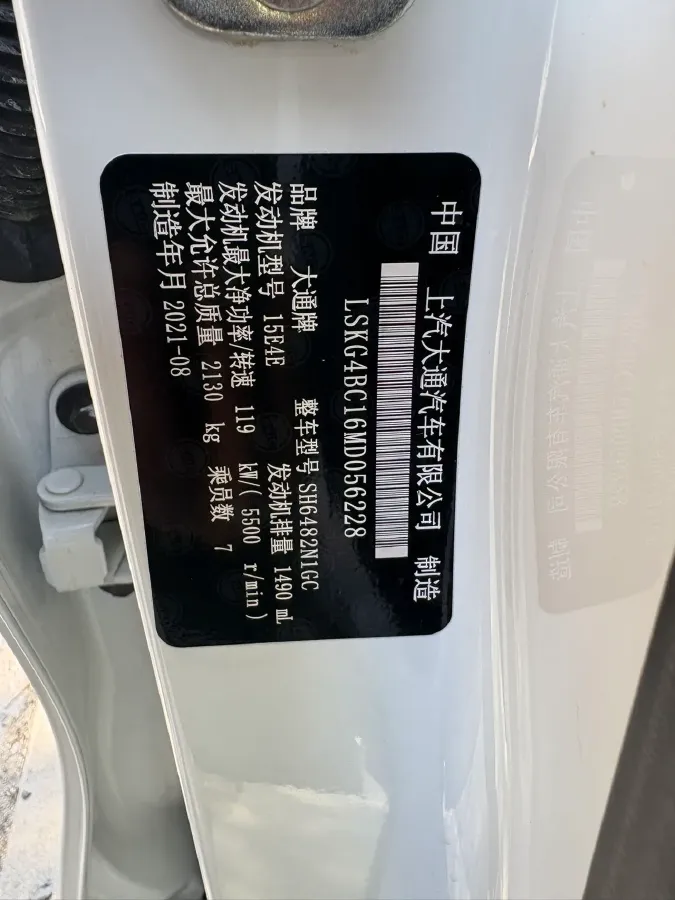 中国 上汽大通汽车有限公司 制造
LSKG4BC16MD056228
品牌 大通牌 整车型号 SH6482N1GC
发动机型号 15E4E 发动机排量 1490 mL
发动机最大净功率/转速 119 kW/( 5500 r/min )
最大允许总质量 2130 kg 乘员数 7
制造年月 2021-08